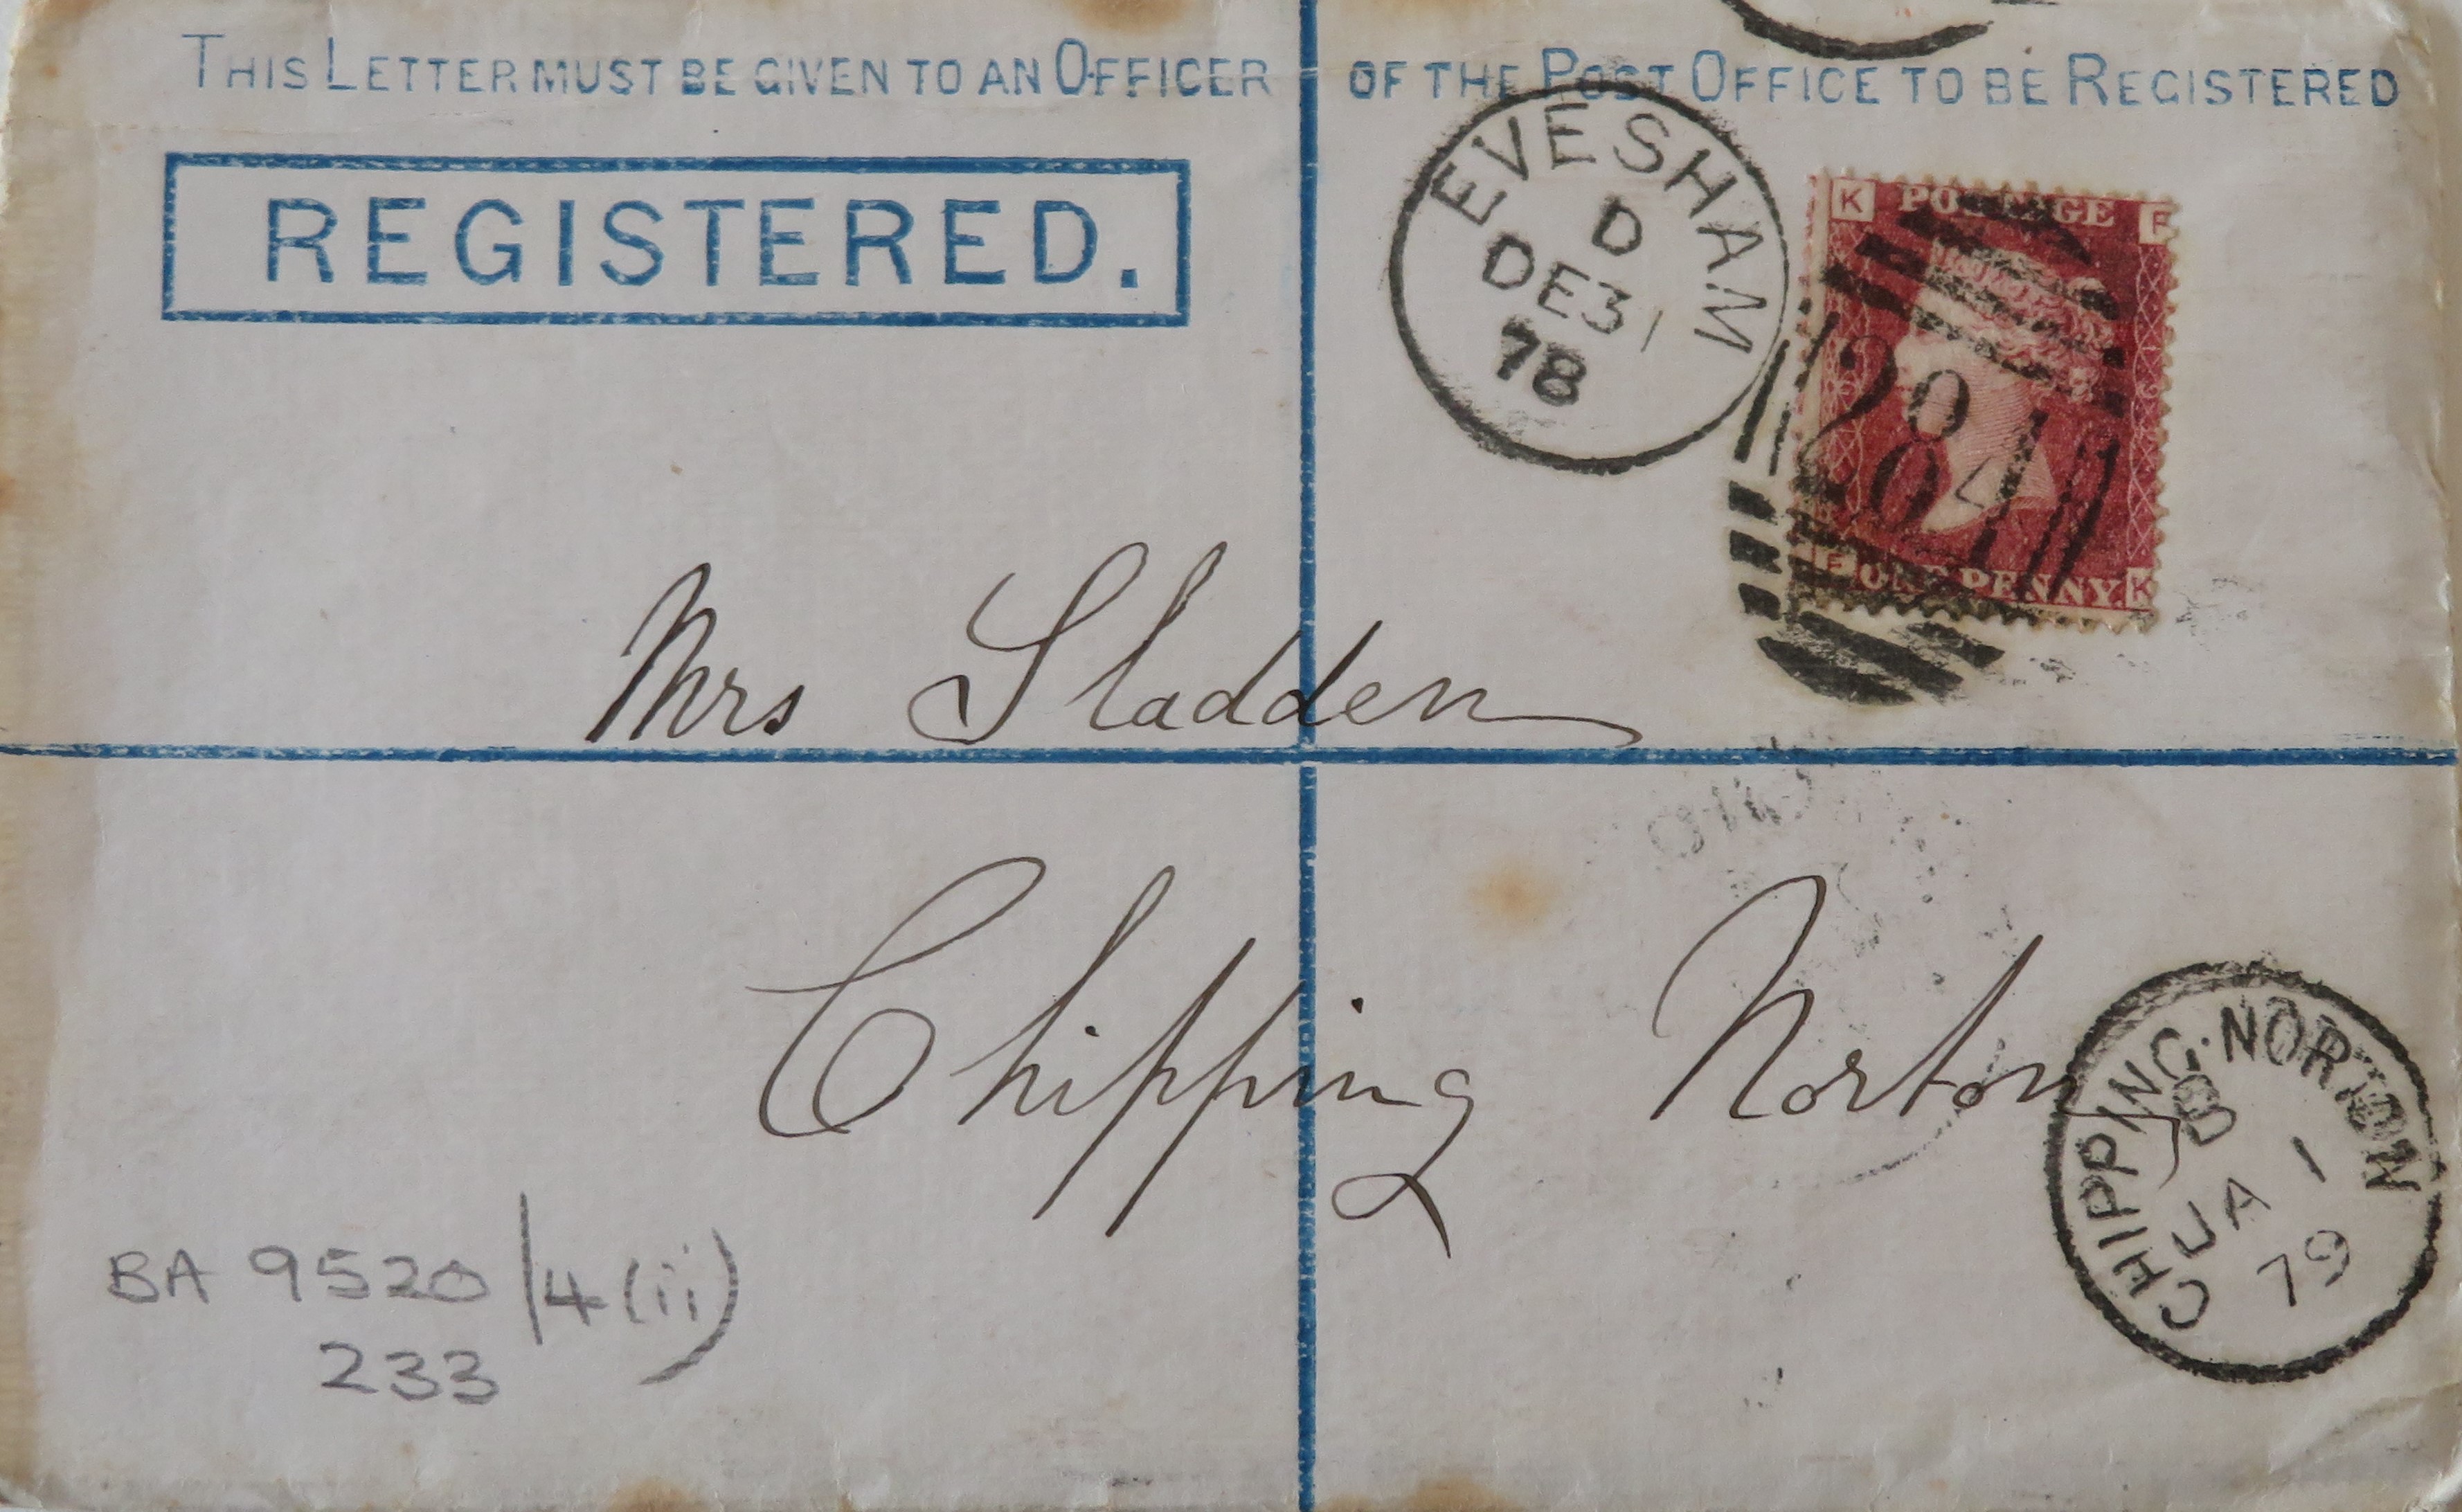 THIS LETTER MUST BE GIVEN TO AN OFFICER OF THE POST OFFICE TO BE REGISTERED
REGISTERED.
EVESHAM
D
DE 31
78
K POSTAGE F
284
F ONE PENNY. K
Mrs Sladden
Chipping Norton
CHIPPING·NORTON
B
JA 1
79
BA 9520/4(ii)
233